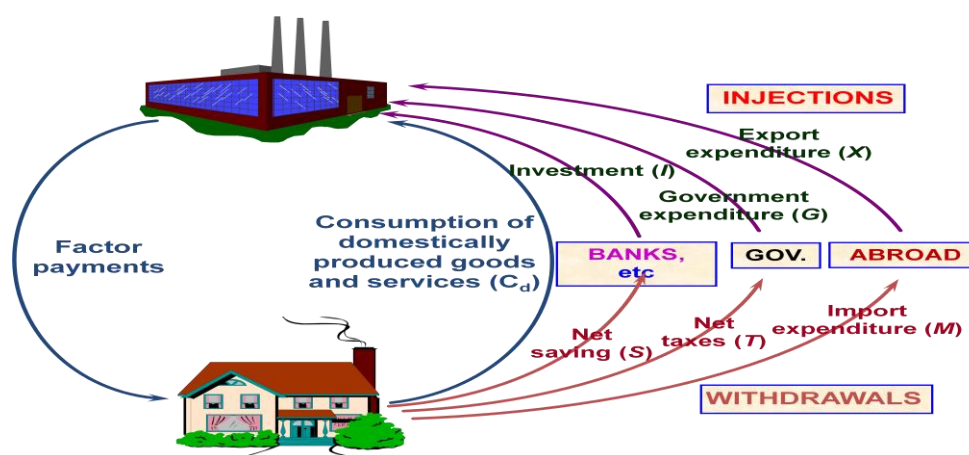 INJECTIONS
Export
expenditure (X)
Investment (I)
Government
expenditure (G)
Factor
payments
Consumption of
domestically
produced goods
and services (Cd)
BANKS,
etc
GOV.
ABROAD
Net
saving (S)
Net
taxes (T)
Import
expenditure (M)
WITHDRAWALS